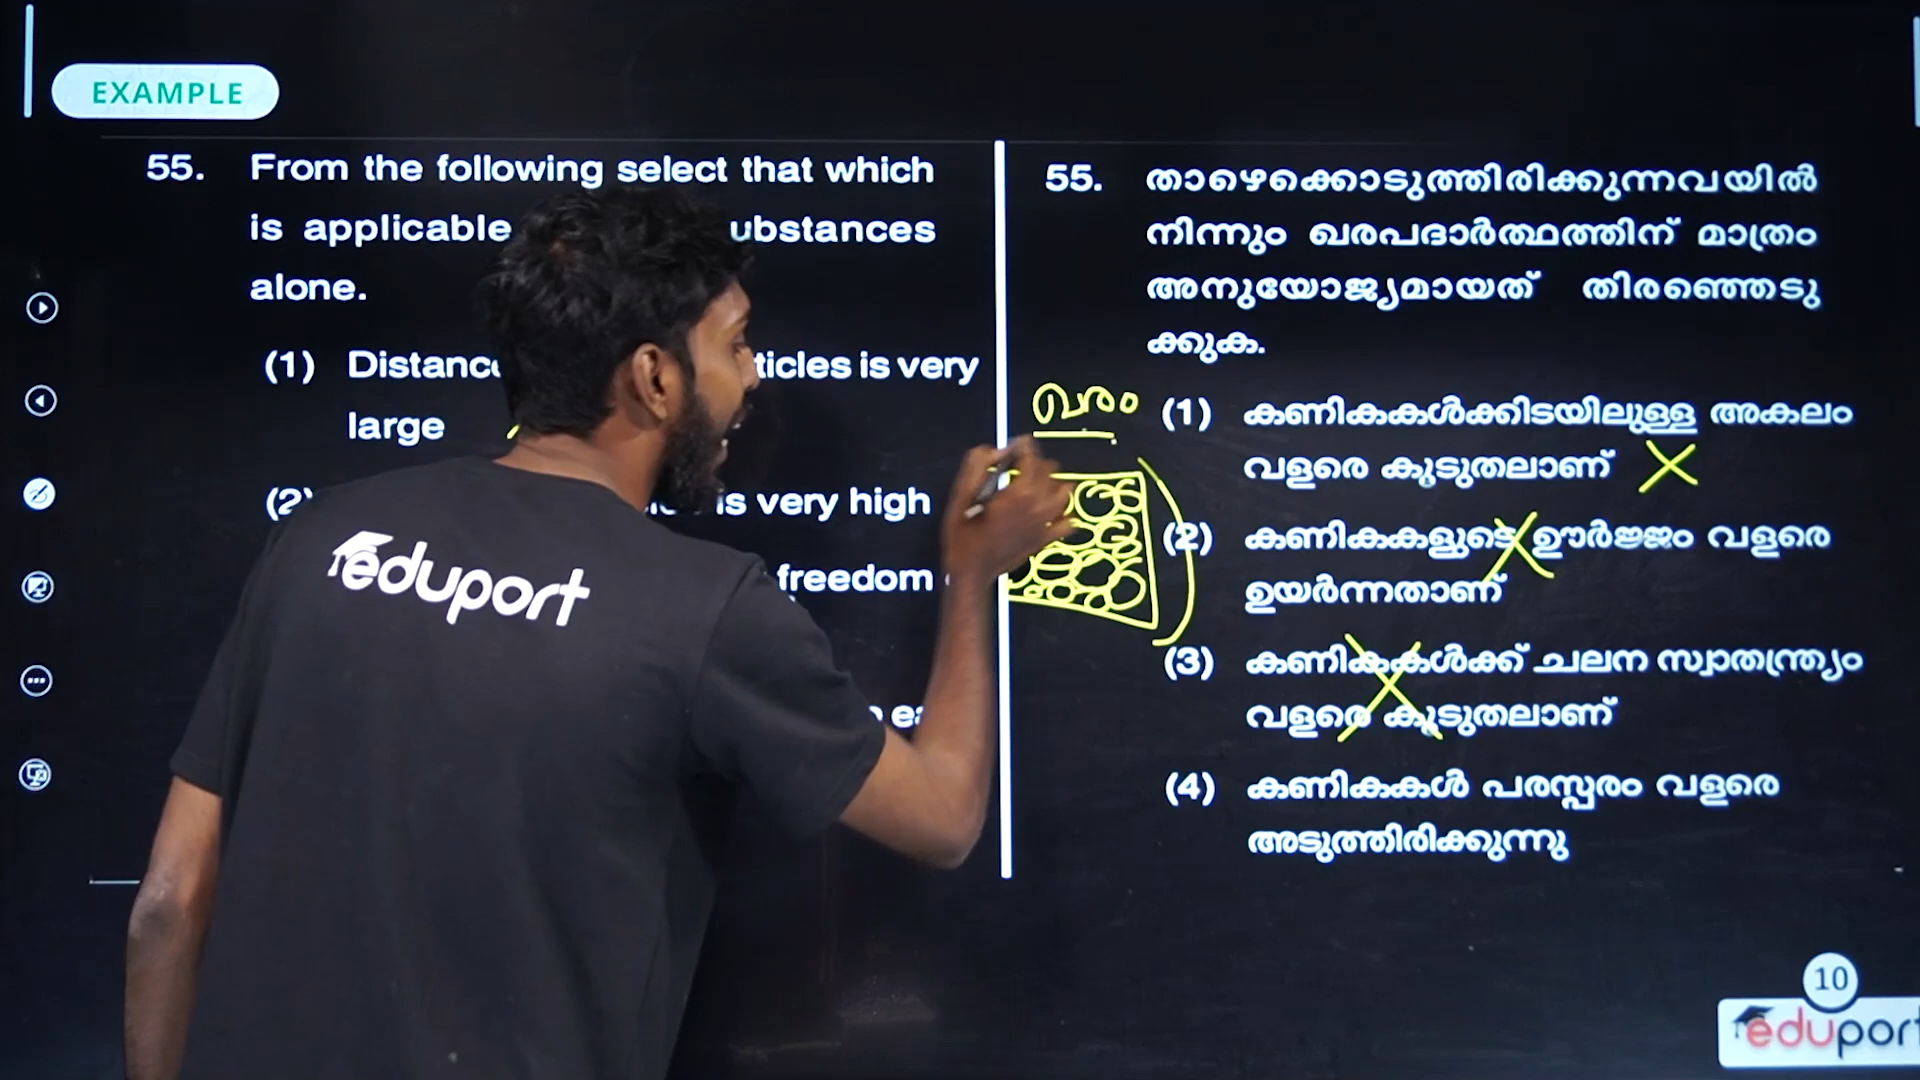 EXAMPLE
55. From the following select that which
is applicable ubstances
alone.
(1) Distance ticles is very
large
(2) is very high
freedom
55. താഴെക്കൊടുത്തിരിക്കുന്നവയിൽ
നിന്നും ഖരപദാർത്ഥത്തിന് മാത്രം
അനുയോജ്യമായത് തിരഞ്ഞെടു
ക്കുക.
ഖരം
(1) കണികകൾക്കിടയിലുള്ള അകലം
വളരെ കൂടുതലാണ്
(2) കണികകളുടെ ഊർജ്ജം വളരെ
ഉയർന്നതാണ്
(3) കണികകൾക്ക് ചലന സ്വാതന്ത്ര്യം
വളരെ കൂടുതലാണ്
(4) കണികകൾ പരസ്പരം വളരെ
അടുത്തിരിക്കുന്നു
eduport
10
eduport